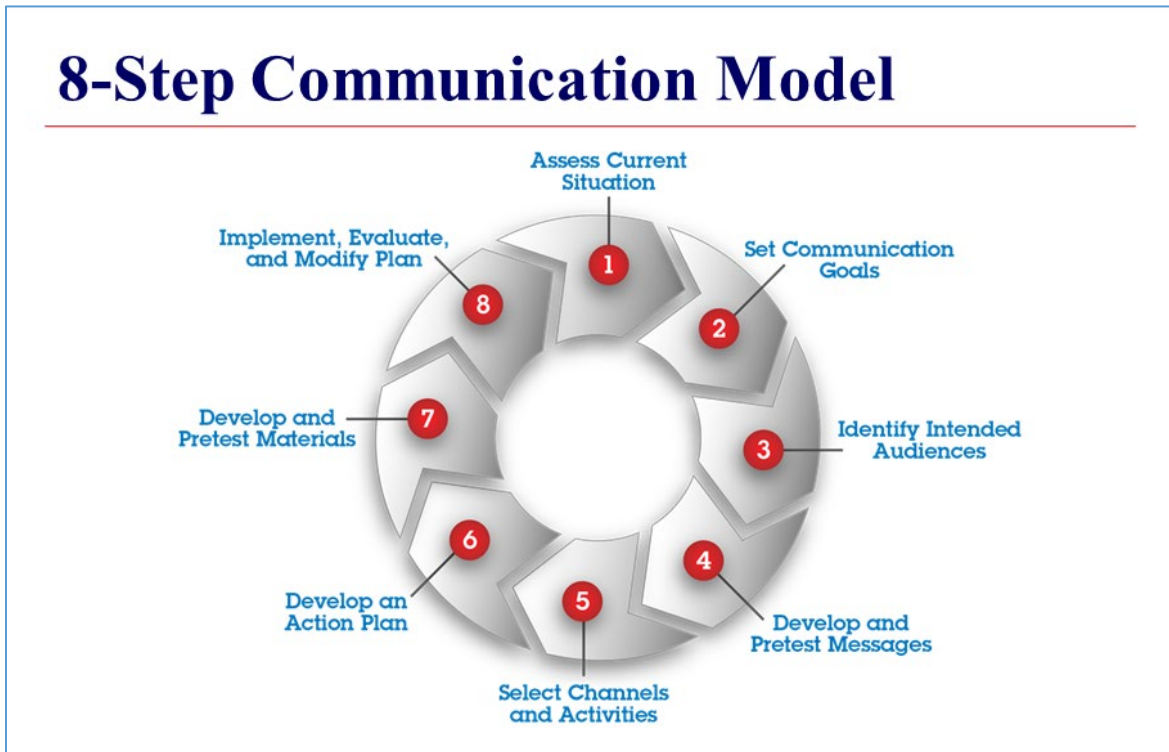 8-Step Communication Model
Assess Current
Situation
1
Set Communication
Goals
2
Identify Intended
Audiences
3
Develop and
Pretest Messages
4
Select Channels
and Activities
5
Develop an
Action Plan
6
Develop and
Pretest Materials
7
Implement, Evaluate,
and Modify Plan
8